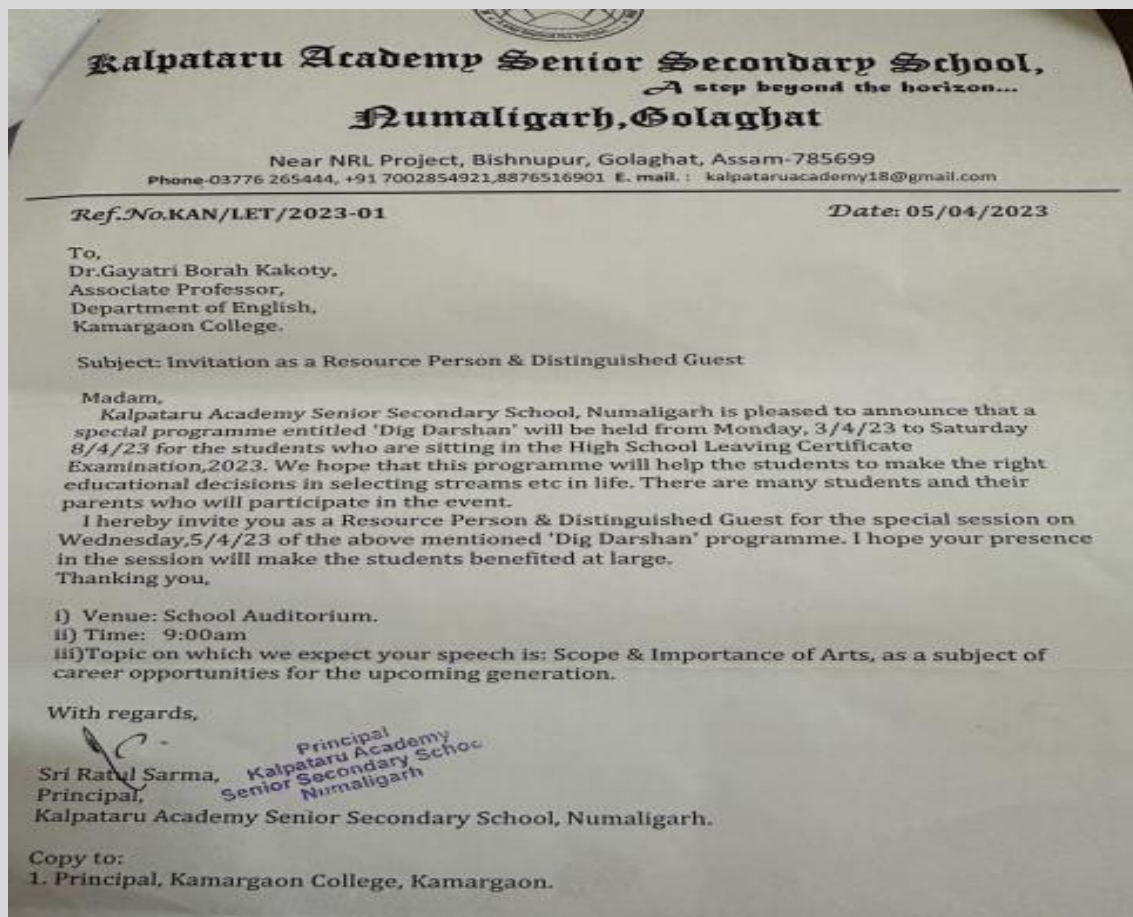 Kalpataru Academy Senior Secondary School,
A step beyond the horizon...
Numaligarh,Golaghat
Near NRL Project, Bishnupur, Golaghat, Assam-785699
Phone-03776 265444, +91 7002854921,8876516901 E. mail. : kalpataruacademy18@gmail.com
Ref.No.KAN/LET/2023-01 Date: 05/04/2023
To,
Dr.Gayatri Borah Kakoty,
Associate Professor,
Department of English,
Kamargaon College.
Subject: Invitation as a Resource Person & Distinguished Guest
Madam,
Kalpataru Academy Senior Secondary School, Numaligarh is pleased to announce that a
special programme entitled 'Dig Darshan' will be held from Monday, 3/4/23 to Saturday
8/4/23 for the students who are sitting in the High School Leaving Certificate
Examination,2023. We hope that this programme will help the students to make the right
educational decisions in selecting streams etc in life. There are many students and their
parents who will participate in the event.
I hereby invite you as a Resource Person & Distinguished Guest for the special session on
Wednesday,5/4/23 of the above mentioned 'Dig Darshan' programme. I hope your presence
in the session will make the students benefited at large.
Thanking you,
i) Venue: School Auditorium.
ii) Time: 9:00am
iii)Topic on which we expect your speech is: Scope & Importance of Arts, as a subject of
career opportunities for the upcoming generation.
With regards,
Principal
Kalpataru Academy
Senior Secondary Schoo
Numaligarh
Sri Ratul Sarma,
Principal,
Kalpataru Academy Senior Secondary School, Numaligarh.
Copy to:
1. Principal, Kamargaon College, Kamargaon.